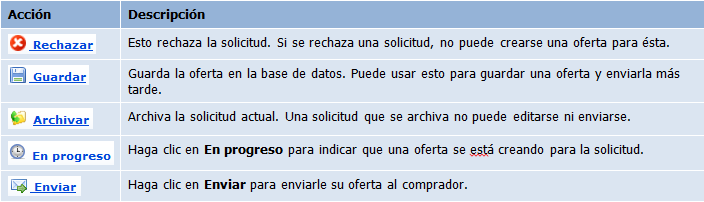 Acción Descripción
Rechazar Esto rechaza la solicitud. Si se rechaza una solicitud, no puede crearse una oferta para ésta.
Guardar Guarda la oferta en la base de datos. Puede usar esto para guardar una oferta y enviarla más
tarde.
Archivar Archiva la solicitud actual. Una solicitud que se archiva no puede editarse ni enviarse.
En progreso Haga clic en En progreso para indicar que una oferta se está creando para la solicitud.
Enviar Haga clic en Enviar para enviarle su oferta al comprador.